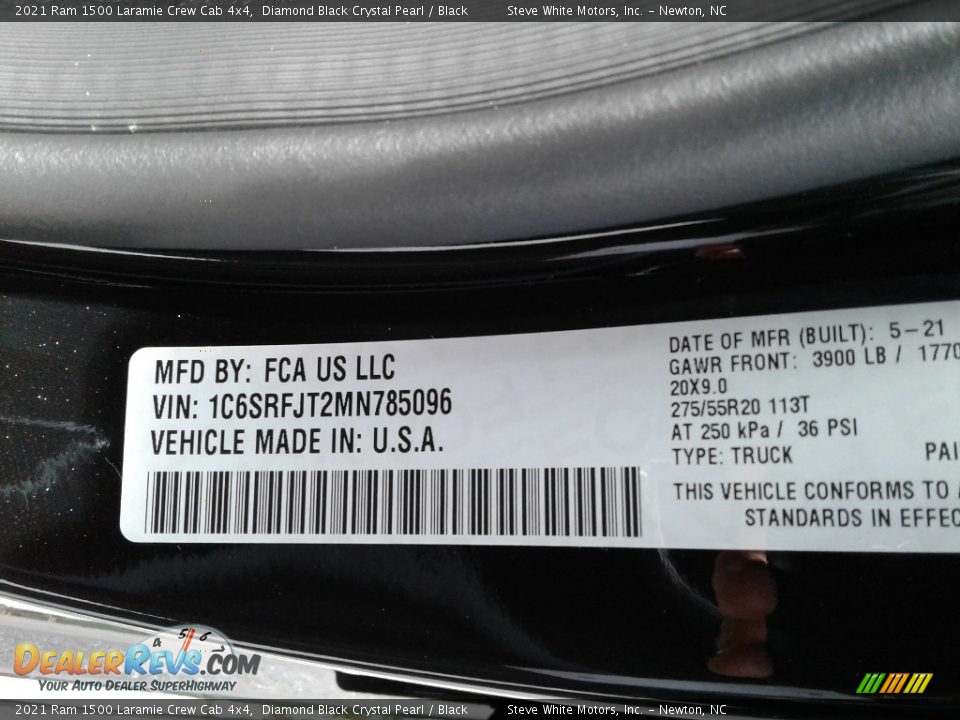 2021 Ram 1500 Laramie Crew Cab 4x4, Diamond Black Crystal Pearl / Black Steve White Motors, Inc. - Newton, NC
MFD BY: FCA US LLC
VIN: 1C6SRFJT2MN785096
VEHICLE MADE IN: U.S.A.
DATE OF MFR (BUILT): 5-21
GAWR FRONT: 3900 LB / 1770
20X9.0
275/55R20 113T
AT 250 kPa / 36 PSI
TYPE: TRUCK PAI
THIS VEHICLE CONFORMS TO
STANDARDS IN EFFEC
4 5 6
DEALERREVS.COM
YOUR AUTO DEALER SUPERHIGHWAY
2021 Ram 1500 Laramie Crew Cab 4x4, Diamond Black Crystal Pearl / Black Steve White Motors, Inc. - Newton, NC